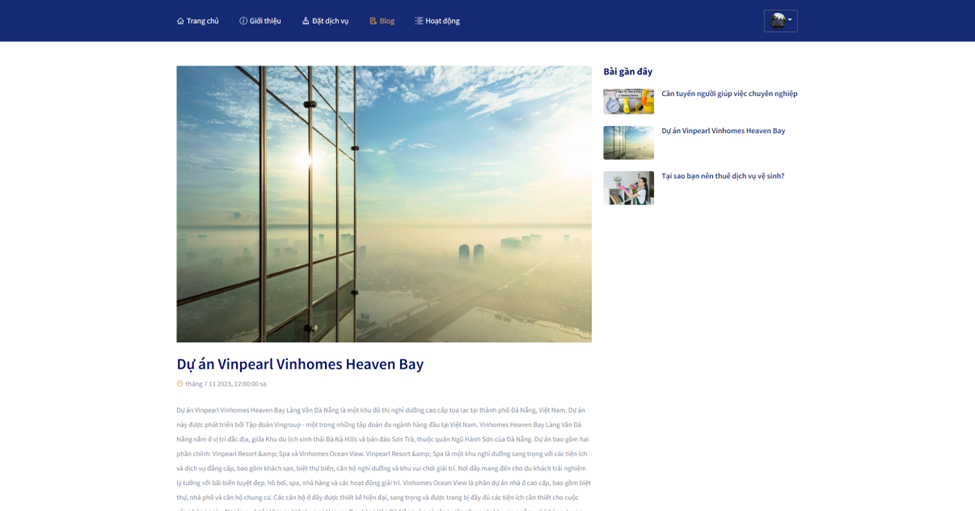 Trang chủ
Giới thiệu
Đặt dịch vụ
Blog
Hoạt động
Dự án Vinpearl Vinhomes Heaven Bay
tháng 7 11 2023, 12:00:00 sa
Dự án Vinpearl Vinhomes Heaven Bay Làng Vân Đà Nẵng là một khu đô thị nghỉ dưỡng cao cấp tọa lạc tại thành phố Đà Nẵng, Việt Nam. Dự án
này được phát triển bởi Tập đoàn Vingroup - một trong những tập đoàn đa ngành hàng đầu tại Việt Nam. Vinhomes Heaven Bay Làng Vân Đà
Nẵng nằm ở vị trí đắc địa, giữa Khu du lịch sinh thái Bà Nà Hills và bán đảo Sơn Trà, thuộc quận Ngũ Hành Sơn của Đà Nẵng. Dự án bao gồm hai
phần chính: Vinpearl Resort &amp; Spa và Vinhomes Ocean View. Vinpearl Resort &amp; Spa là một khu nghỉ dưỡng sang trọng với các tiện ích
và dịch vụ đẳng cấp, bao gồm khách sạn, biệt thự biển, căn hộ nghỉ dưỡng và khu vui chơi giải trí. Nơi đây mang đến cho du khách trải nghiệm
lý tưởng với bãi biển tuyệt đẹp, hồ bơi, spa, nhà hàng và các hoạt động giải trí. Vinhomes Ocean View là phần dự án nhà ở cao cấp, bao gồm biệt
thự, nhà phố và căn hộ chung cư. Các căn hộ ở đây được thiết kế hiện đại, sang trọng và được trang bị đầy đủ các tiện ích cần thiết cho cuộc
Bài gần đây
Cần tuyển người giúp việc chuyên nghiệp
Dự án Vinpearl Vinhomes Heaven Bay
Tại sao bạn nên thuê dịch vụ vệ sinh?